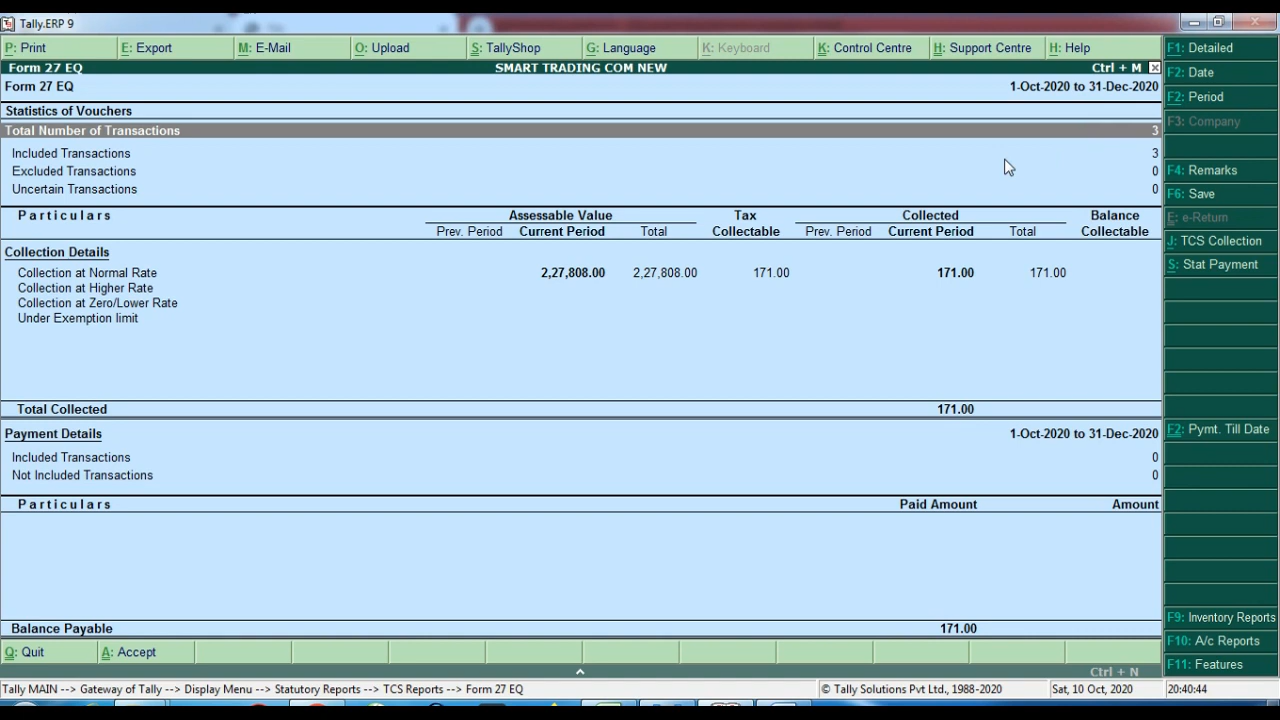 Tally.ERP 9
P: Print E: Export M: E-Mail O: Upload S: TallyShop G: Language K: Keyboard K: Control Centre H: Support Centre H: Help
Form 27 EQ SMART TRADING COM NEW Ctrl + M
Form 27 EQ 1-Oct-2020 to 31-Dec-2020
Statistics of Vouchers
Total Number of Transactions 3
Included Transactions 3
Excluded Transactions 0
Uncertain Transactions 0
Particulars Assessable Value Tax Collected Balance
Prev. Period Current Period Total Collectable Prev. Period Current Period Total Collectable
Collection Details
Collection at Normal Rate 2,27,808.00 2,27,808.00 171.00 171.00 171.00
Collection at Higher Rate
Collection at Zero/Lower Rate
Under Exemption limit
Total Collected 171.00
Payment Details 1-Oct-2020 to 31-Dec-2020
Included Transactions 0
Not Included Transactions 0
Particulars Paid Amount Amount
Balance Payable 171.00
Q: Quit A: Accept
Ctrl + N
Tally MAIN --> Gateway of Tally --> Display Menu --> Statutory Reports --> TCS Reports --> Form 27 EQ © Tally Solutions Pvt Ltd., 1988-2020 Sat, 10 Oct, 2020 20:40:44
F1: Detailed
F2: Date
F2: Period
F3: Company
F4: Remarks
F6: Save
E: e-Return
J: TCS Collection
S: Stat Payment
F2: Pymt. Till Date
F9: Inventory Reports
F10: A/c Reports
F11: Features